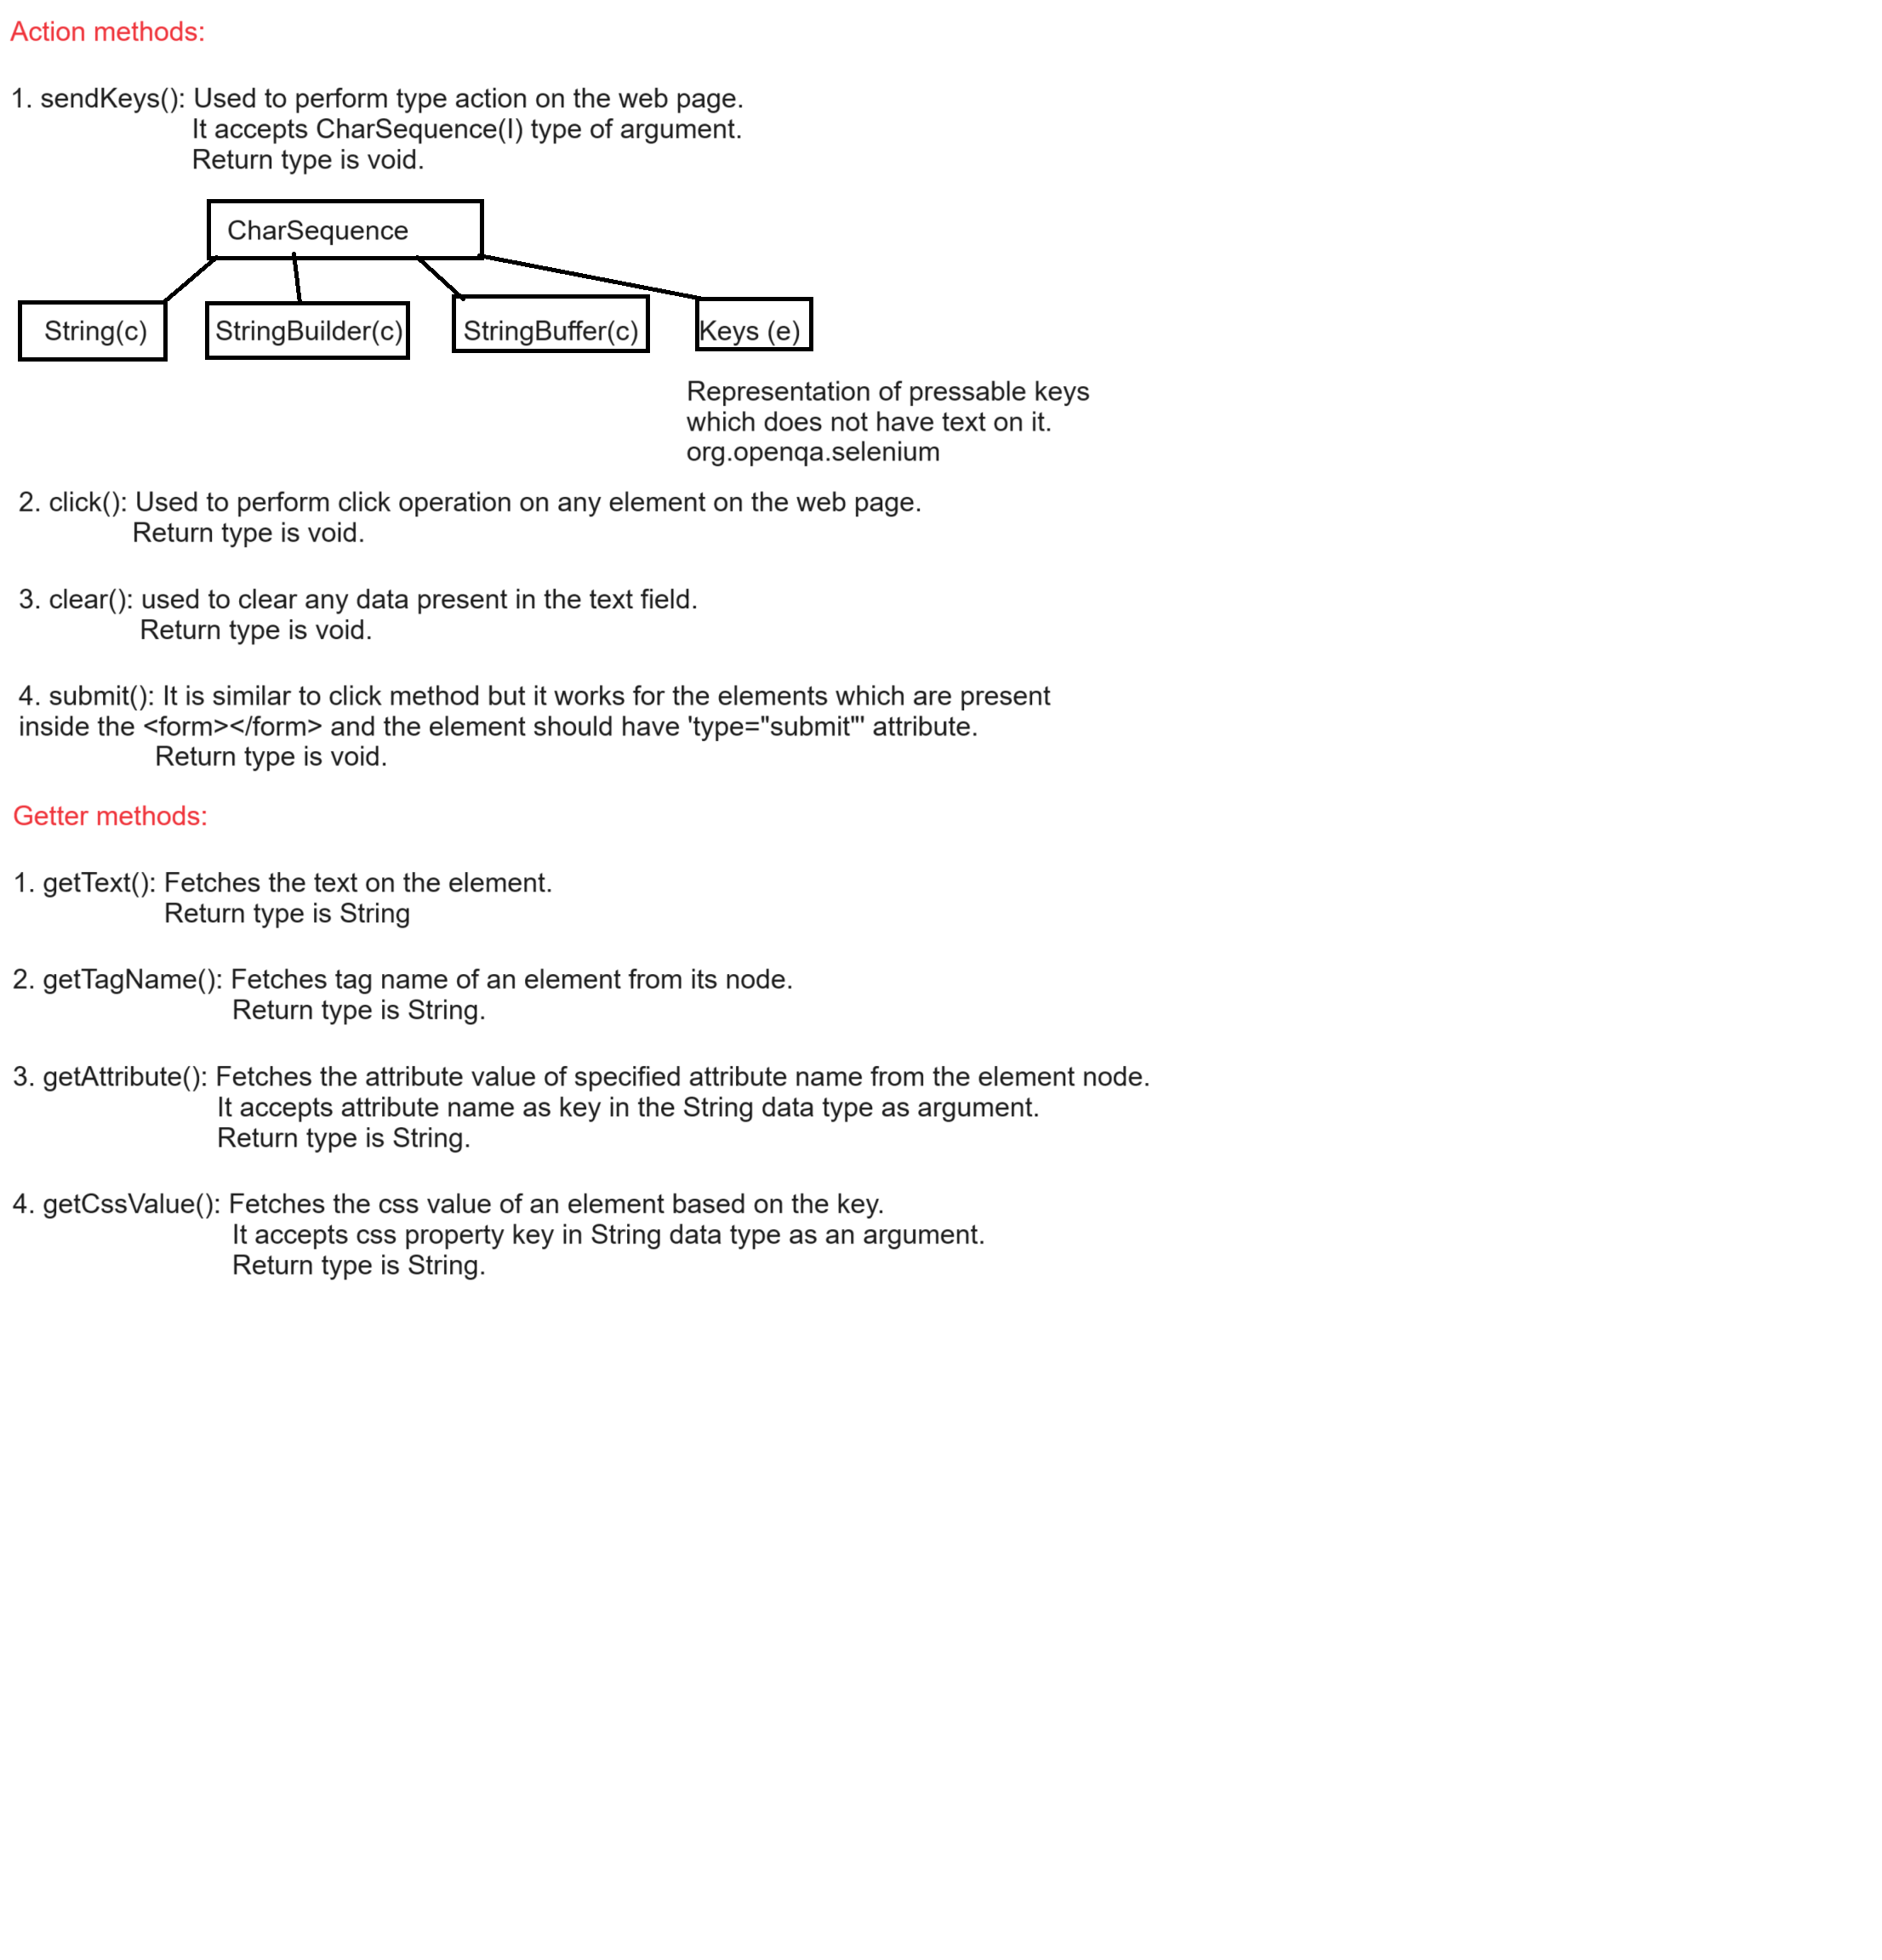 Action methods:
1. sendKeys(): Used to perform type action on the web page.
It accepts CharSequence(I) type of argument.
Return type is void.
CharSequence
String(c)
StringBuilder(c)
StringBuffer(c)
Keys (e)
Representation of pressable keys
which does not have text on it.
org.openqa.selenium
2. click(): Used to perform click operation on any element on the web page.
Return type is void.
3. clear(): used to clear any data present in the text field.
Return type is void.
4. submit(): It is similar to click method but it works for the elements which are present
inside the <form></form> and the element should have 'type="submit"' attribute.
Return type is void.
Getter methods:
1. getText(): Fetches the text on the element.
Return type is String
2. getTagName(): Fetches tag name of an element from its node.
Return type is String.
3. getAttribute(): Fetches the attribute value of specified attribute name from the element node.
It accepts attribute name as key in the String data type as argument.
Return type is String.
4. getCssValue(): Fetches the css value of an element based on the key.
It accepts css property key in String data type as an argument.
Return type is String.